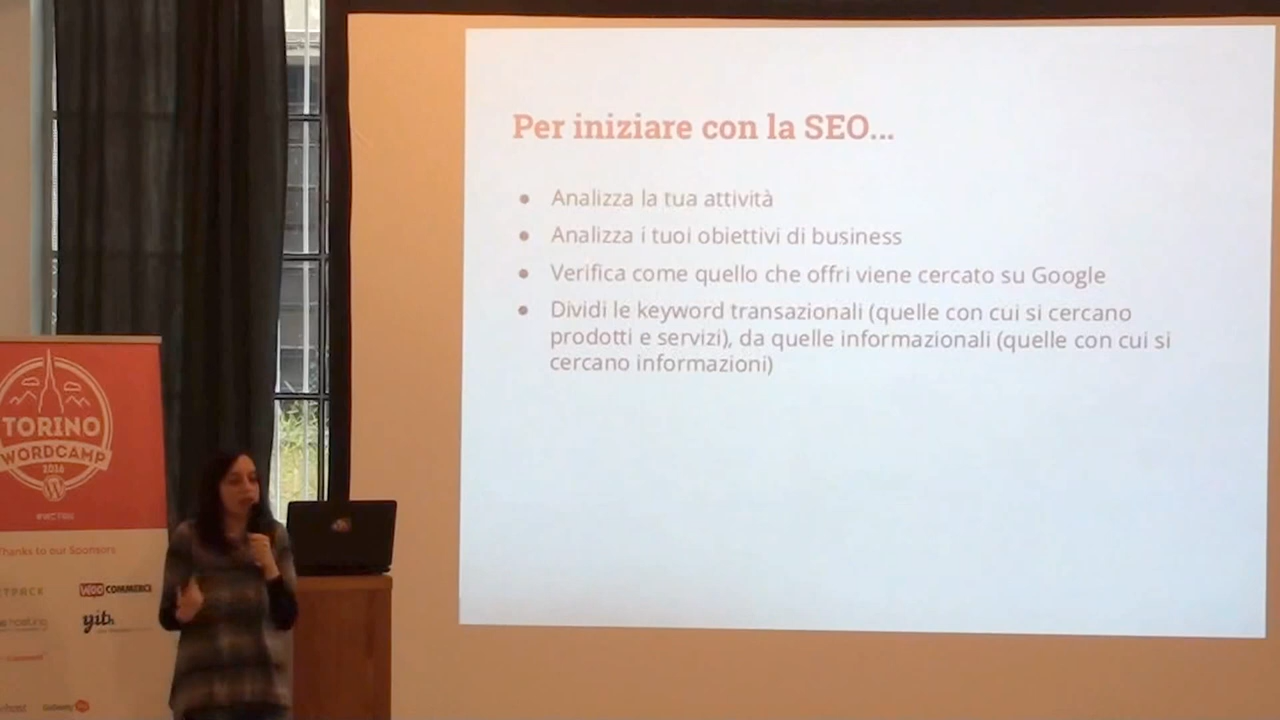 Per iniziare con la SEO...
Analizza la tua attività
Analizza i tuoi obiettivi di business
Verifica come quello che offri viene cercato su Google
Dividi le keyword transazionali (quelle con cui si cercano
prodotti e servizi), da quelle informazionali (quelle con cui si
cercano informazioni)
TORINO
WORDCAMP
2016
Thanks to our Sponsors
WOO COMMERCE
yith